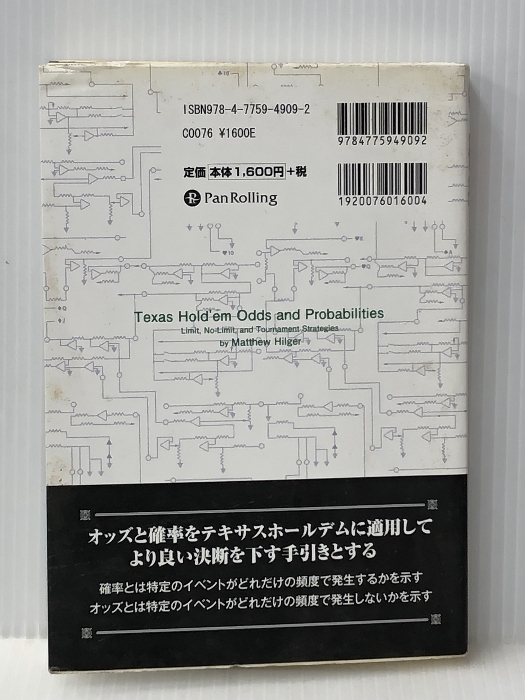 ISBN978-4-7759-4909-2
C0076 ¥1600E
9784775949092
定価 本体1,600円 +税
PanRolling
1920076016004
Texas Hold'em Odds and Probabilities
Limit, No-Limit, and Tournament Strategies
by Matthew Hilger
オッズと確率をテキサスホールデムに適用して
より良い決断を下す手引きとする
確率とは特定のイベントがどれだけの頻度で発生するかを示す
オッズとは特定のイベントがどれだけの頻度で発生しないかを示す